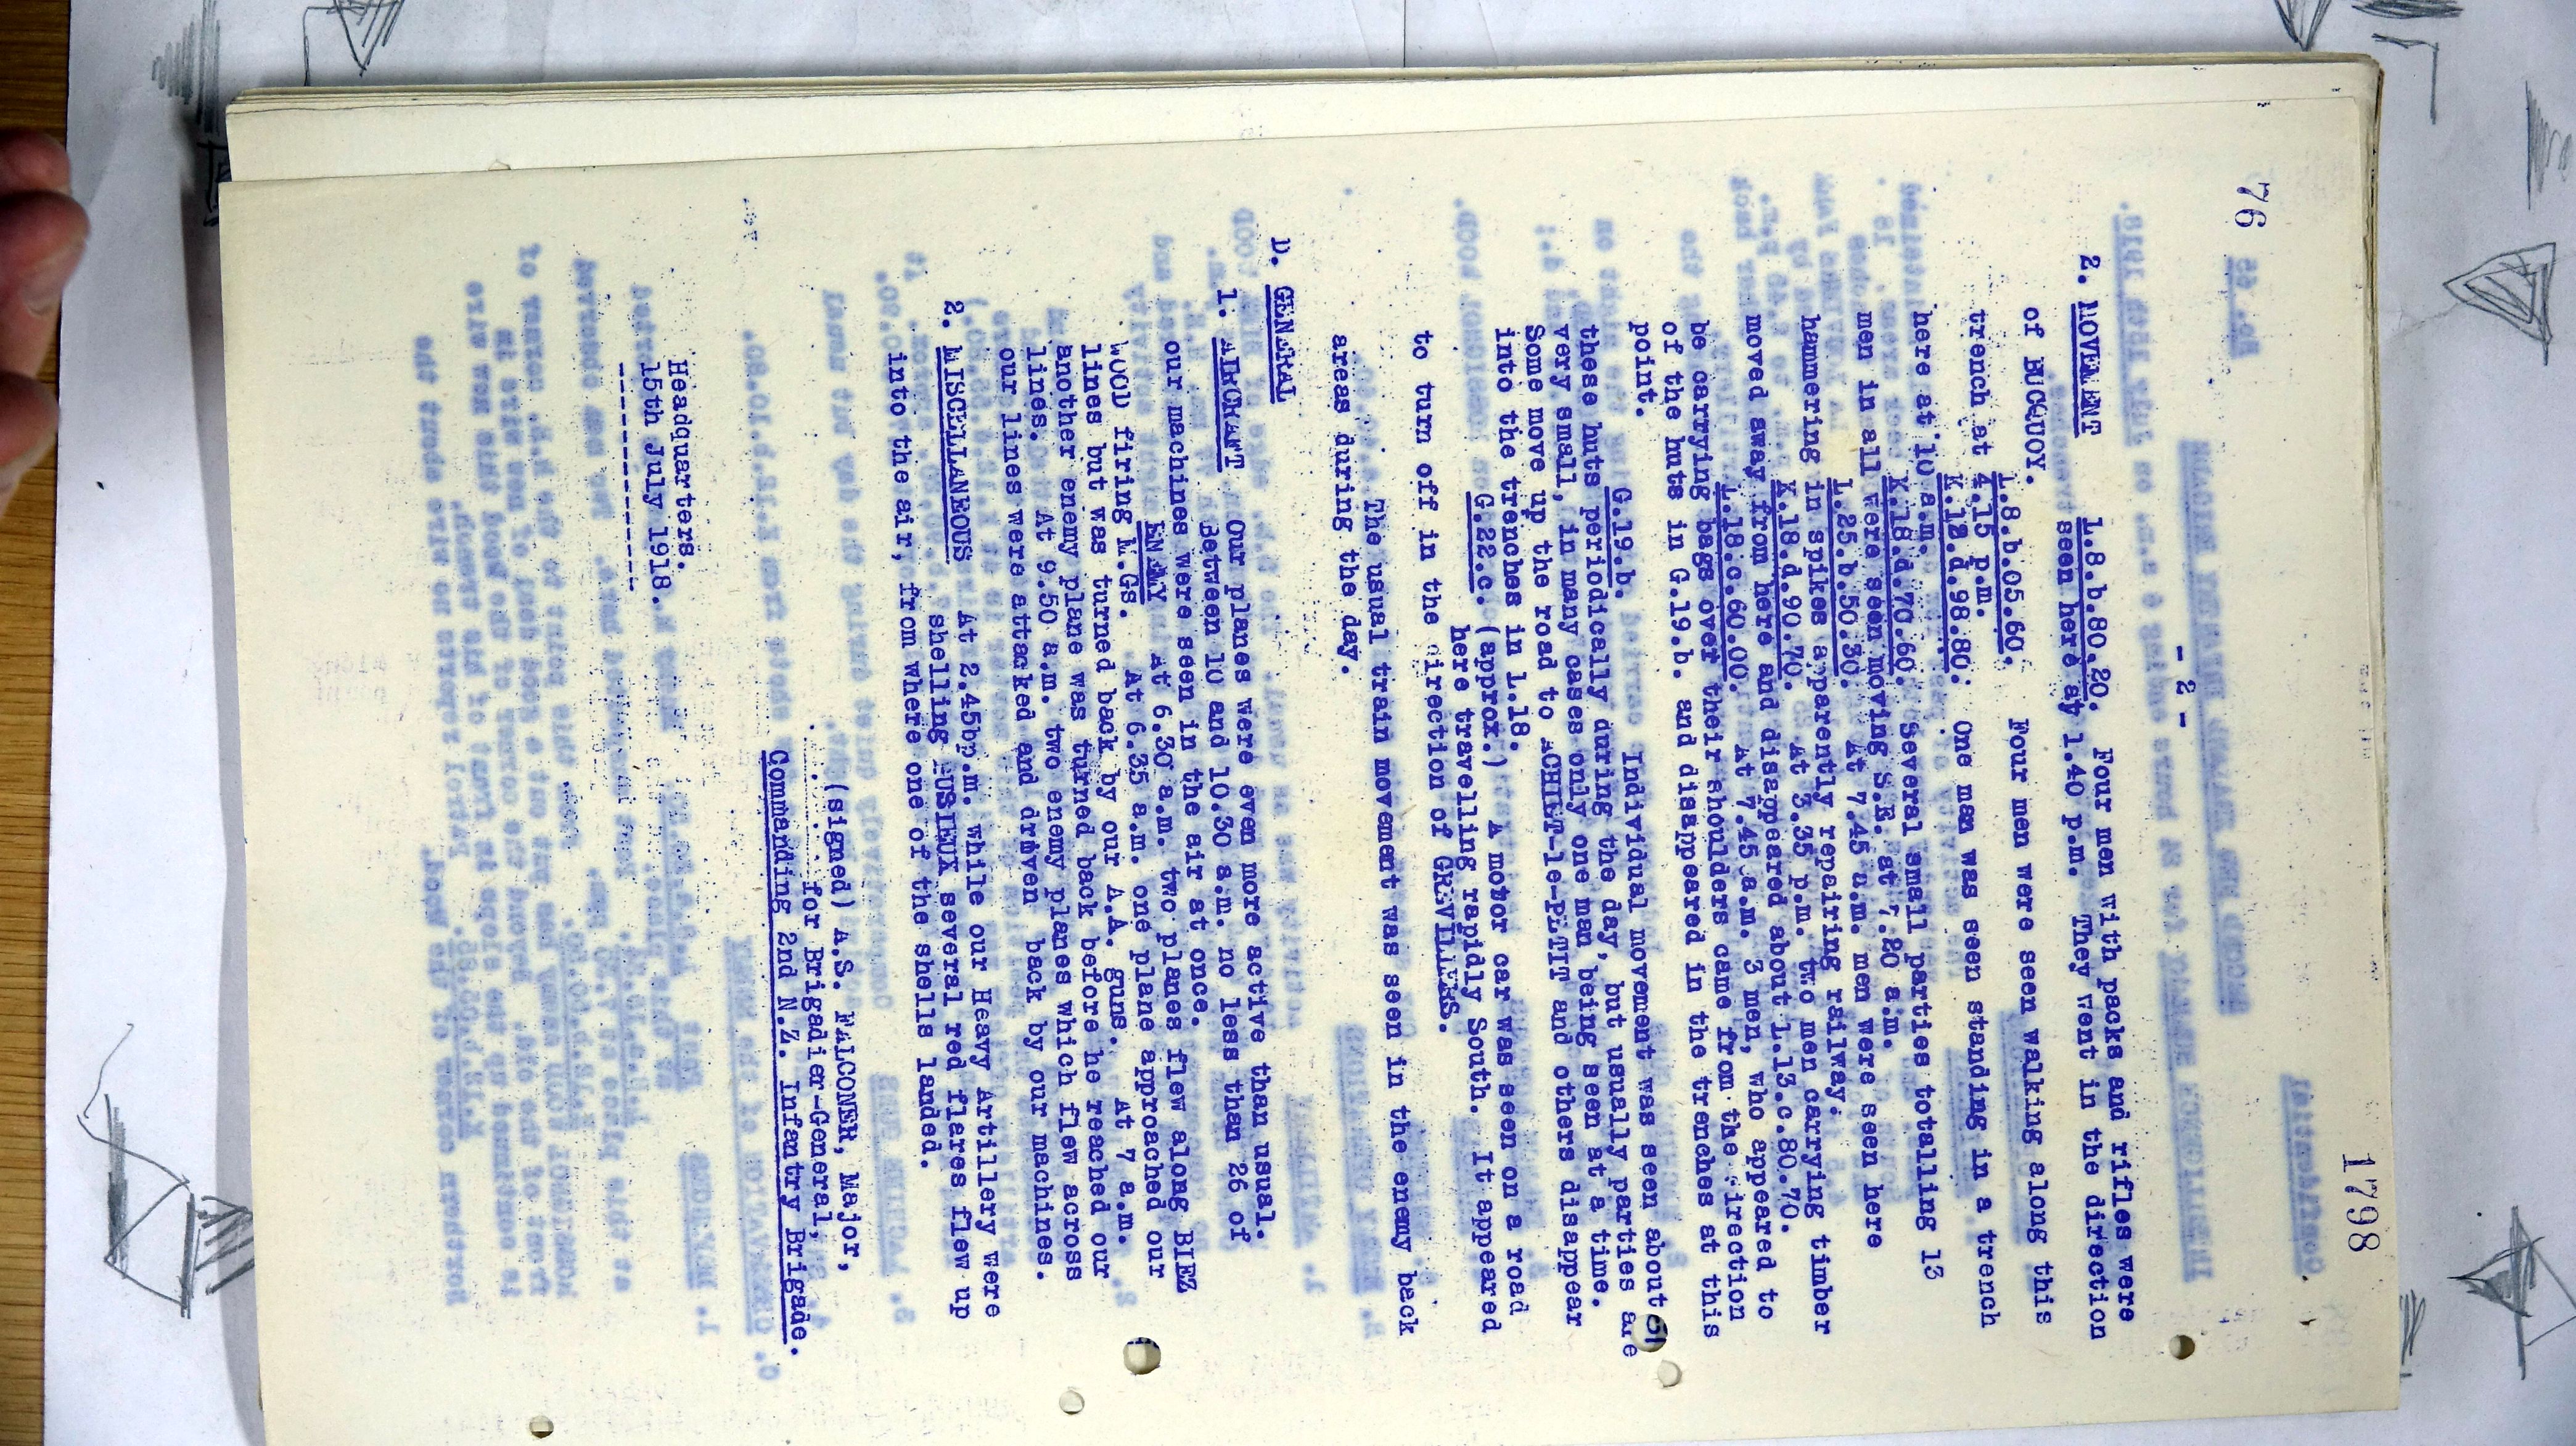 76
1798
- 2 -
2. MOVEMENT L.8.b.80.20. Four men with packs and rifles were
seen here at 1.40 p.m. They went in the direction
of BUCQUOY.
L.8.b.05.60. Four men were seen walking along this
trench at 4.15 p.m.
K.12.d.98.80. One man was seen standing in a trench
here at 10 a.m.
K.18.d.70.60. Several small parties totalling 13
men in all were seen moving S.E. at 7.20 a.m.
L.25.b.50.30. At 7.45 a.m. men were seen here
hammering in spikes apparently repairing railway.
K.18.d.90.70. At 3.35 p.m. two men carrying timber
moved away from here and disappeared about L.13.c.80.70.
L.18.c.60.00. At 7.45 a.m. 3 men, who appeared to
be carrying bags over their shoulders came from the direction
of the huts in G.19.b. and disappeared in the trenches at this
point.
G.19.b. Individual movement was seen about
these huts periodically during the day, but usually parties are
very small, in many cases only one man being seen at a time.
Some move up the road to ACHIET-le-PETIT and others disappear
into the trenches in L.18.
G.22.c. (approx.) A motor car was seen on a road
here travelling rapidly South. It appeared
to turn off in the direction of GREVILLERS.
The usual train movement was seen in the enemy back
areas during the day.
D. GENERAL
1. AIRCRAFT Our planes were even more active than usual.
Between 10 and 10.30 a.m. no less than 26 of
our machines were seen in the air at once.
ENEMY At 6.30 a.m. two planes flew along BIEZ
WOOD firing M.Gs. At 6.35 a.m. one plane approached our
lines but was turned back by our A.A. guns. At 7 a.m.
another enemy plane was turned back before he reached our
lines. At 9.50 a.m. two enemy planes which flew across
our lines were attacked and driven back by our machines.
2. MISCELLANEOUS At 2.45 p.m. while our Heavy Artillery were
shelling PUSIEUX several red flares flew up
into the air, from where one of the shells landed.
(signed) A.S. FALCONER, Major,
for Brigadier-General,
Commanding 2nd N.Z. Infantry Brigade.
Headquarters.
15th July 1918.
-------------